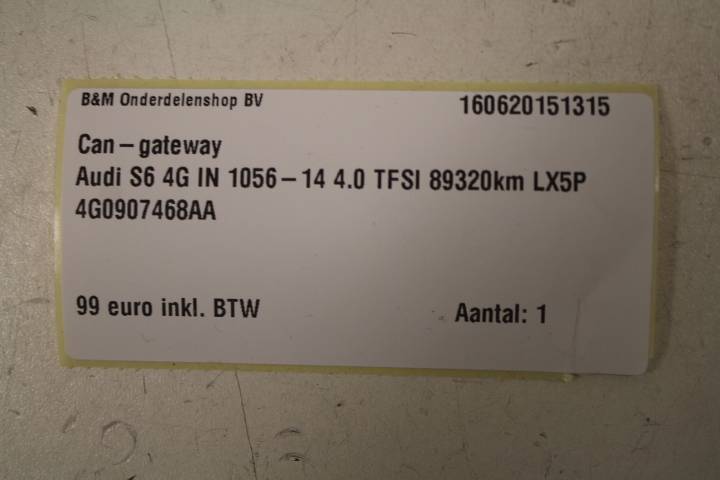 B&M Onderdelenshop BV 160620151315
Can - gateway
Audi S6 4G IN 1056 - 14 4.0 TFSI 89320km LX5P
4G0907468AA
99 euro inkl. BTW Aantal: 1